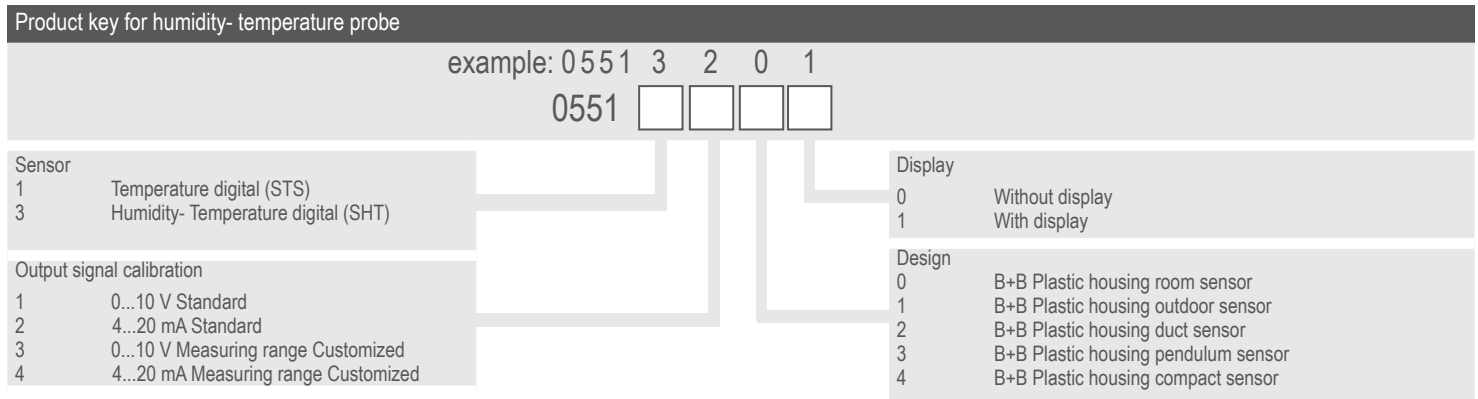 Product key for humidity- temperature probe
example: 0551 3 2 0 1
0551
Sensor
1 Temperature digital (STS)
3 Humidity- Temperature digital (SHT)
Output signal calibration
1 0...10 V Standard
2 4...20 mA Standard
3 0...10 V Measuring range Customized
4 4...20 mA Measuring range Customized
Display
0 Without display
1 With display
Design
0 B+B Plastic housing room sensor
1 B+B Plastic housing outdoor sensor
2 B+B Plastic housing duct sensor
3 B+B Plastic housing pendulum sensor
4 B+B Plastic housing compact sensor